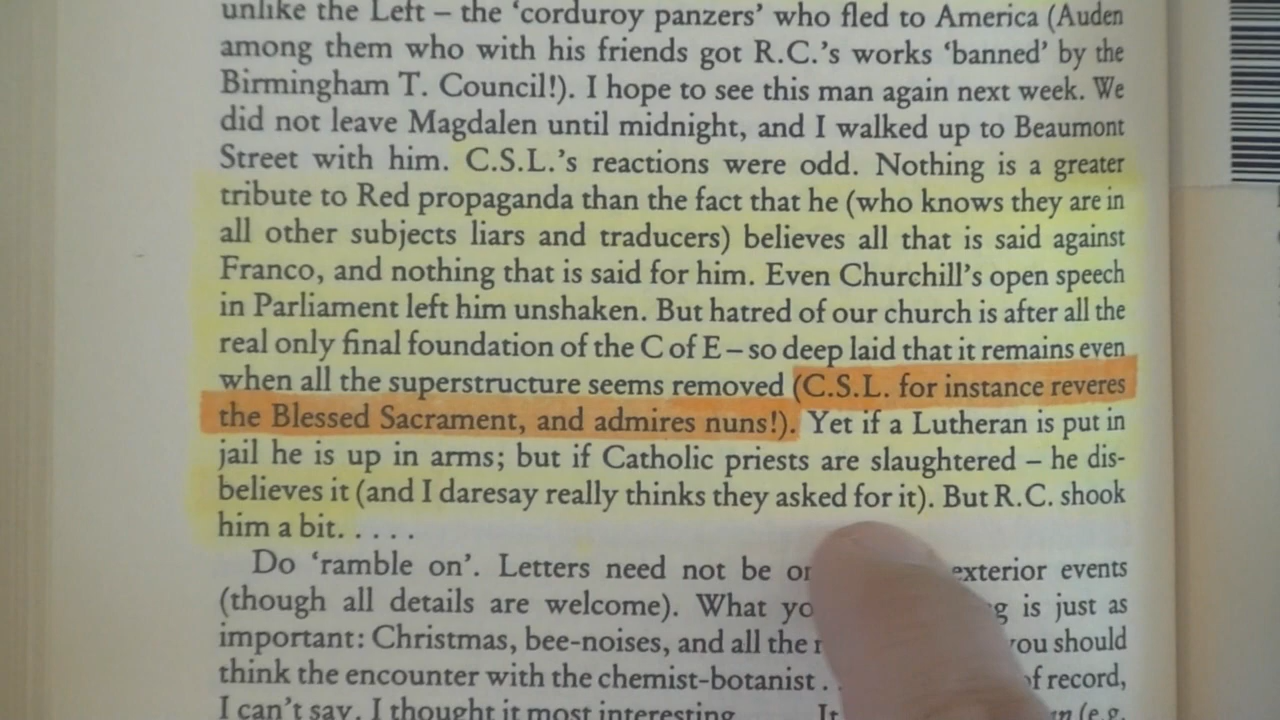 unlike the Left – the ‘corduroy panzers’ who fled to America (Auden
among them who with his friends got R.C.’s works ‘banned’ by the
Birmingham T. Council!). I hope to see this man again next week. We
did not leave Magdalen until midnight, and I walked up to Beaumont
Street with him. C.S.L.’s reactions were odd. Nothing is a greater
tribute to Red propaganda than the fact that he (who knows they are in
all other subjects liars and traducers) believes all that is said against
Franco, and nothing that is said for him. Even Churchill’s open speech
in Parliament left him unshaken. But hatred of our church is after all the
real only final foundation of the C of E – so deep laid that it remains even
when all the superstructure seems removed (C.S.L. for instance reveres
the Blessed Sacrament, and admires nuns!). Yet if a Lutheran is put in
jail he is up in arms; but if Catholic priests are slaughtered – he dis-
believes it (and I daresay really thinks they asked for it). But R.C. shook
him a bit. . . . .
Do ‘ramble on’. Letters need not be exterior events
(though all details are welcome). What is just as
important: Christmas, bee-noises, and all the you should
think the encounter with the chemist-botanist . of record,
I can’t say. I thought it most interesting It (e.g.